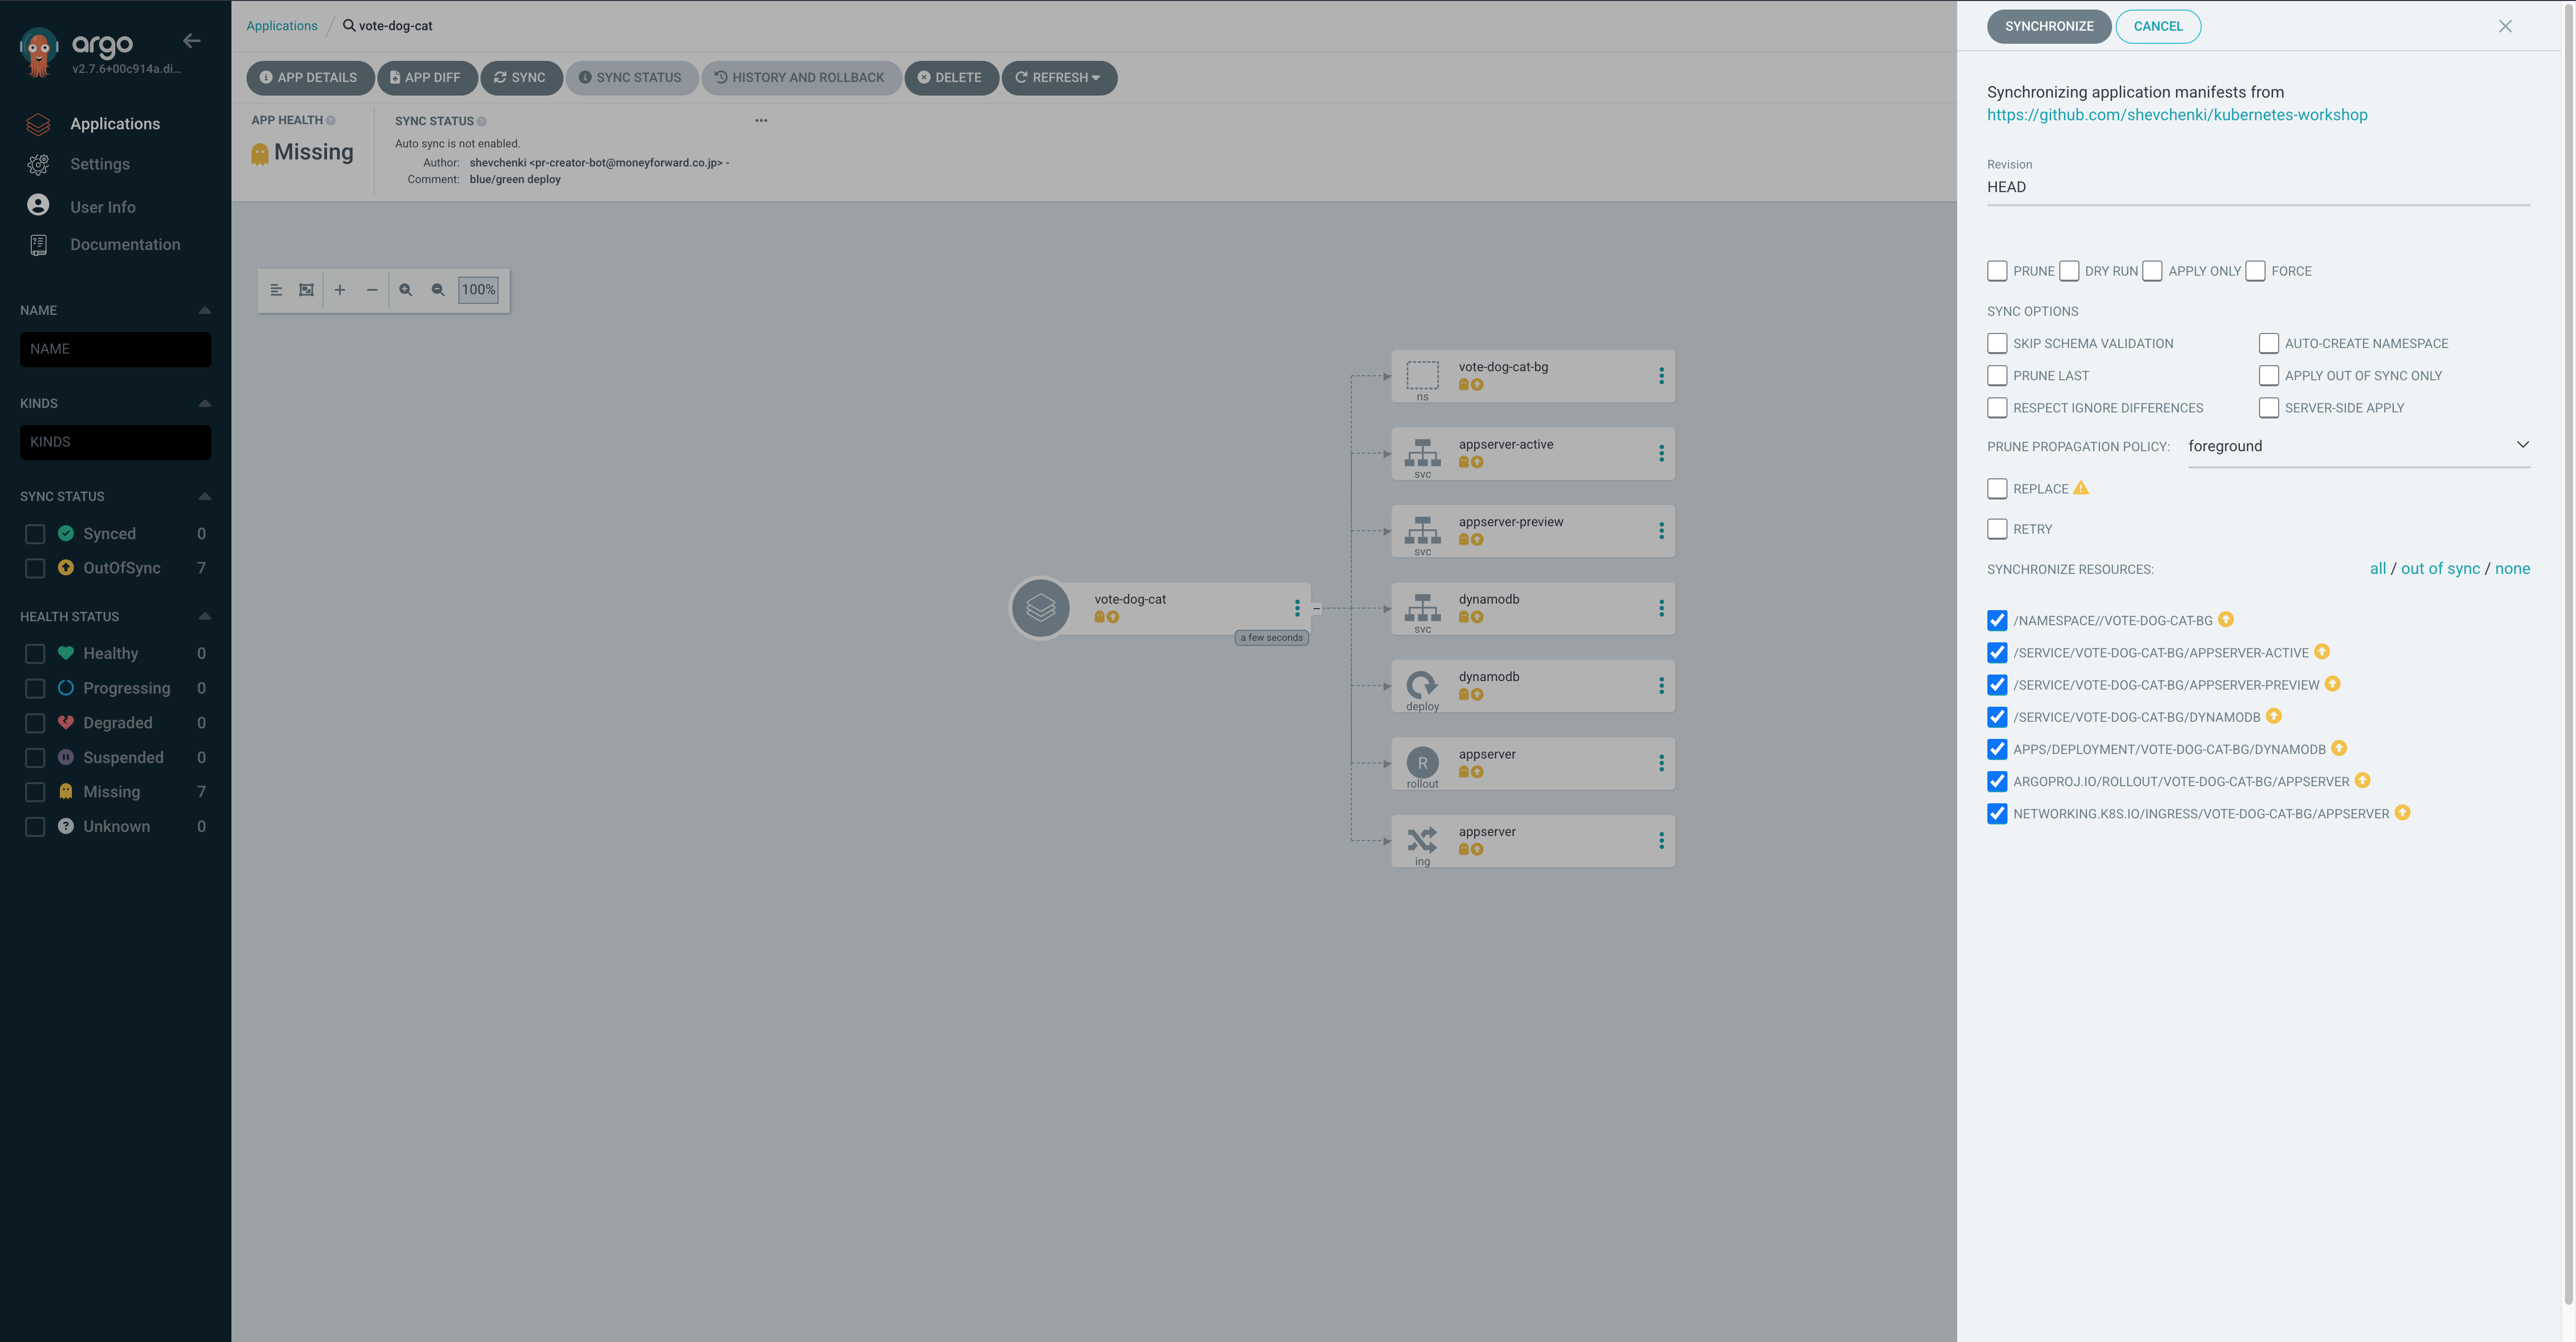 argo
v2.7.6+00c914a.di...
Applications
Settings
User Info
Documentation
NAME
NAME
KINDS
KINDS
SYNC STATUS
Synced 0
OutOfSync 7
HEALTH STATUS
Healthy 0
Progressing 0
Degraded 0
Suspended 0
Missing 7
Unknown 0
Applications / vote-dog-cat
APP DETAILS APP DIFF SYNC SYNC STATUS HISTORY AND ROLLBACK DELETE REFRESH
APP HEALTH
Missing
SYNC STATUS
Auto sync is not enabled.
Author: shevchenki <pr-creator-bot@moneyforward.co.jp> -
Comment: blue/green deploy
100%
vote-dog-cat
a few seconds
vote-dog-cat-bg
ns
appserver-active
svc
appserver-preview
svc
dynamodb
svc
dynamodb
deploy
appserver
R
rollout
appserver
ing
SYNCHRONIZE CANCEL
Synchronizing application manifests from
https://github.com/shevchenki/kubernetes-workshop
Revision
HEAD
PRUNE DRY RUN APPLY ONLY FORCE
SYNC OPTIONS
SKIP SCHEMA VALIDATION AUTO-CREATE NAMESPACE
PRUNE LAST APPLY OUT OF SYNC ONLY
RESPECT IGNORE DIFFERENCES SERVER-SIDE APPLY
PRUNE PROPAGATION POLICY: foreground
REPLACE
RETRY
SYNCHRONIZE RESOURCES: all / out of sync / none
/NAMESPACE//VOTE-DOG-CAT-BG
/SERVICE/VOTE-DOG-CAT-BG/APPSERVER-ACTIVE
/SERVICE/VOTE-DOG-CAT-BG/APPSERVER-PREVIEW
/SERVICE/VOTE-DOG-CAT-BG/DYNAMODB
APPS/DEPLOYMENT/VOTE-DOG-CAT-BG/DYNAMODB
ARGOPROJ.IO/ROLLOUT/VOTE-DOG-CAT-BG/APPSERVER
NETWORKING.K8S.IO/INGRESS/VOTE-DOG-CAT-BG/APPSERVER